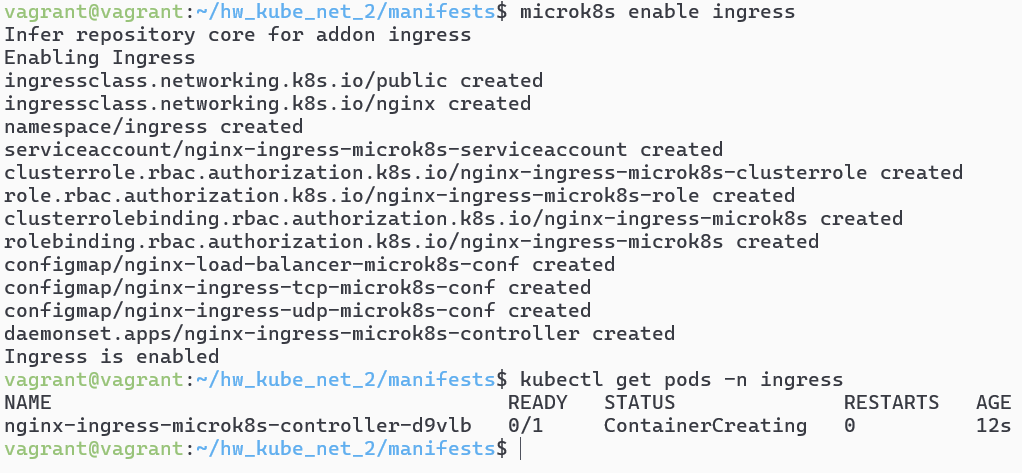 vagrant@vagrant:~/hw_kube_net_2/manifests$ microk8s enable ingress
Infer repository core for addon ingress
Enabling Ingress
ingressclass.networking.k8s.io/public created
ingressclass.networking.k8s.io/nginx created
namespace/ingress created
serviceaccount/nginx-ingress-microk8s-serviceaccount created
clusterrole.rbac.authorization.k8s.io/nginx-ingress-microk8s-clusterrole created
role.rbac.authorization.k8s.io/nginx-ingress-microk8s-role created
clusterrolebinding.rbac.authorization.k8s.io/nginx-ingress-microk8s created
rolebinding.rbac.authorization.k8s.io/nginx-ingress-microk8s created
configmap/nginx-load-balancer-microk8s-conf created
configmap/nginx-ingress-tcp-microk8s-conf created
configmap/nginx-ingress-udp-microk8s-conf created
daemonset.apps/nginx-ingress-microk8s-controller created
Ingress is enabled
vagrant@vagrant:~/hw_kube_net_2/manifests$ kubectl get pods -n ingress
NAME                                      READY   STATUS              RESTARTS   AGE
nginx-ingress-microk8s-controller-d9vlb   0/1     ContainerCreating   0          12s
vagrant@vagrant:~/hw_kube_net_2/manifests$